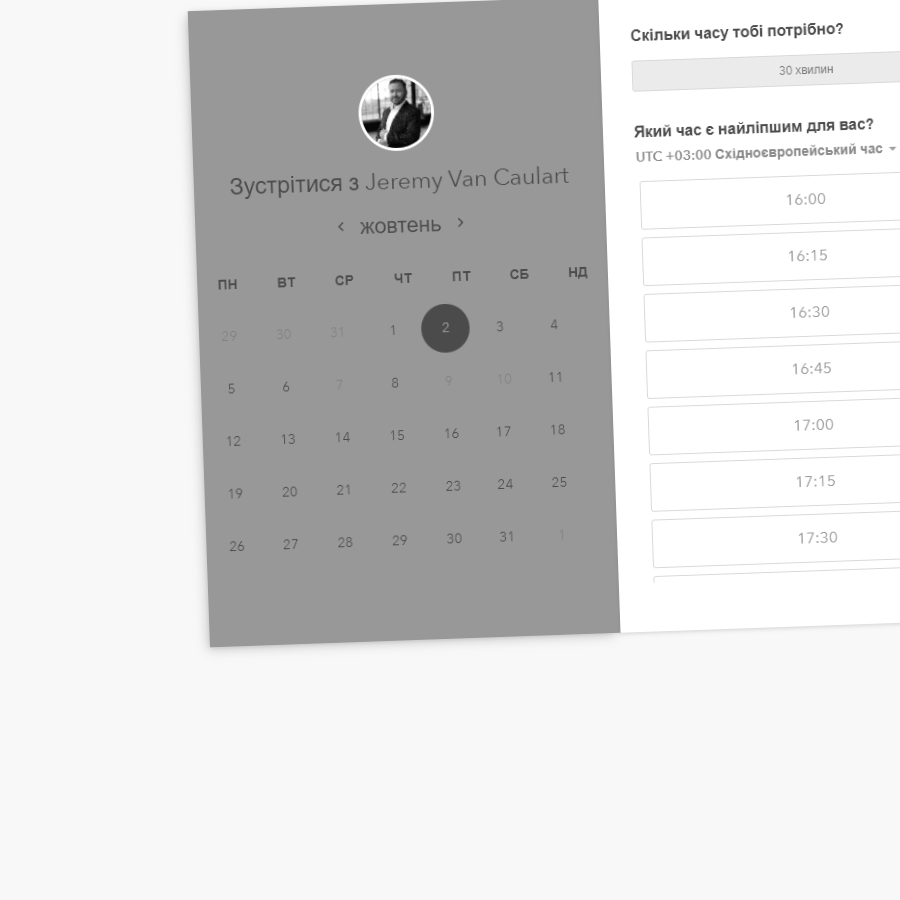 Зустрітися з Jeremy Van Caulart
‹ жовтень ›
ПН ВТ СР ЧТ ПТ СБ НД
29 30 31 1 2 3 4
5 6 7 8 9 10 11
12 13 14 15 16 17 18
19 20 21 22 23 24 25
26 27 28 29 30 31 1
Скільки часу тобі потрібно?
30 хвилин
Який час є найліпшим для вас?
UTC +03:00 Східноєвропейський час
16:00
16:15
16:30
16:45
17:00
17:15
17:30